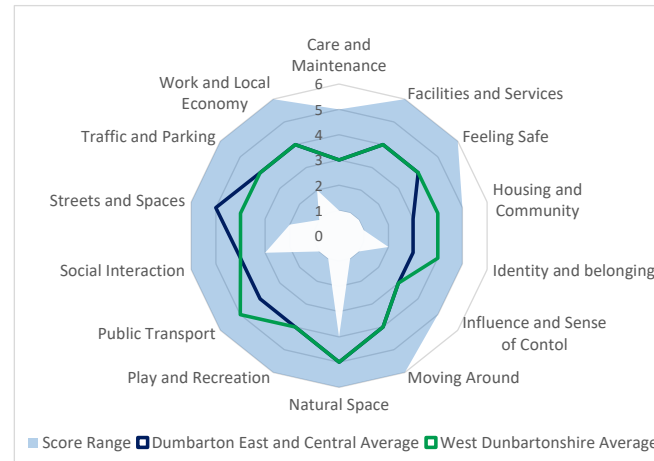 Care and
Maintenance
Work and Local
Economy
Facilities and Services
Traffic and Parking
Feeling Safe
Streets and Spaces
Housing and
Community
Social Interaction
Identity and belonging
Public Transport
Influence and Sense
of Contol
Play and Recreation
Moving Around
Natural Space
6
5
4
3
2
1
0
Score Range
Dumbarton East and Central Average
West Dunbartonshire Average